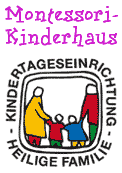 Montessori-
Kinderhaus
- KINDERTAGESEINRICHTUNG -
HEILIGE FAMILIE